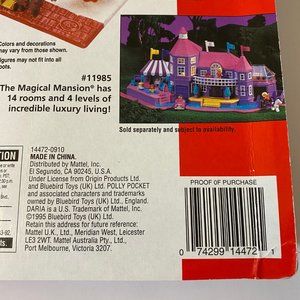 Colors and decorations
may vary from those shown.
figures may not fit into all
#11985
The Magical Mansion® has
14 rooms and 4 levels of
incredible luxury living!
Sold separately and subject to availability.
14472-0910
MADE IN CHINA.
Distributed by Mattel, Inc.
El Segundo, CA 90245, U.S.A.
Under License from Origin Products Ltd.
and Bluebird Toys (UK) Ltd. POLLY POCKET
and associated characters and trademarks
owned by Bluebird Toys (UK) Ltd., England.
DARIA is a U.S. Trademark of Mattel, Inc.
©1995 Bluebird Toys (UK) Ltd.
Retain this address for future reference:
Mattel U.K., Meridian West, Leicester
LE3 2WT. Mattel Australia Pty., Ltd.,
Port Melbourne, Victoria 3207.
PROOF OF PURCHASE
0 74299 14472 1